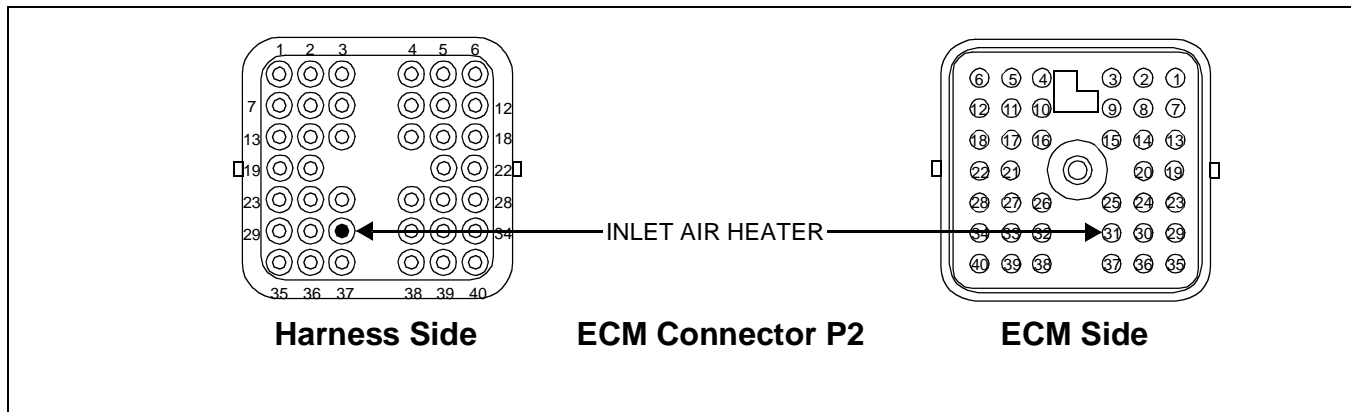 1 2 3 4 5 6
7 12
13 18
19 22
23 28
29 34
35 36 37 38 39 40
6 5 4 3 2 1
12 11 10 9 8 7
18 17 16 15 14 13
22 21 20 19
28 27 26 25 24 23
34 33 32 31 30 29
40 39 38 37 36 35
INLET AIR HEATER
Harness Side
ECM Connector P2
ECM Side